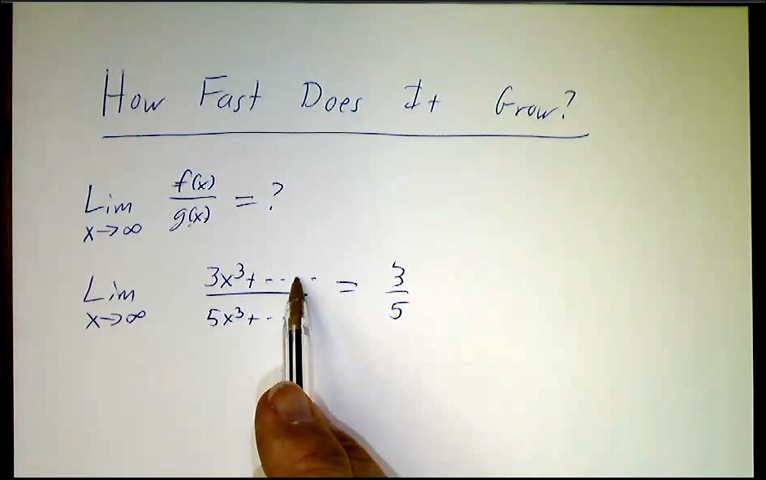 How Fast Does It Grow?
Lim x→∞ f(x)/g(x) = ?
Lim x→∞ 3x³+ ····· / 5x³+ ·· = 3/5